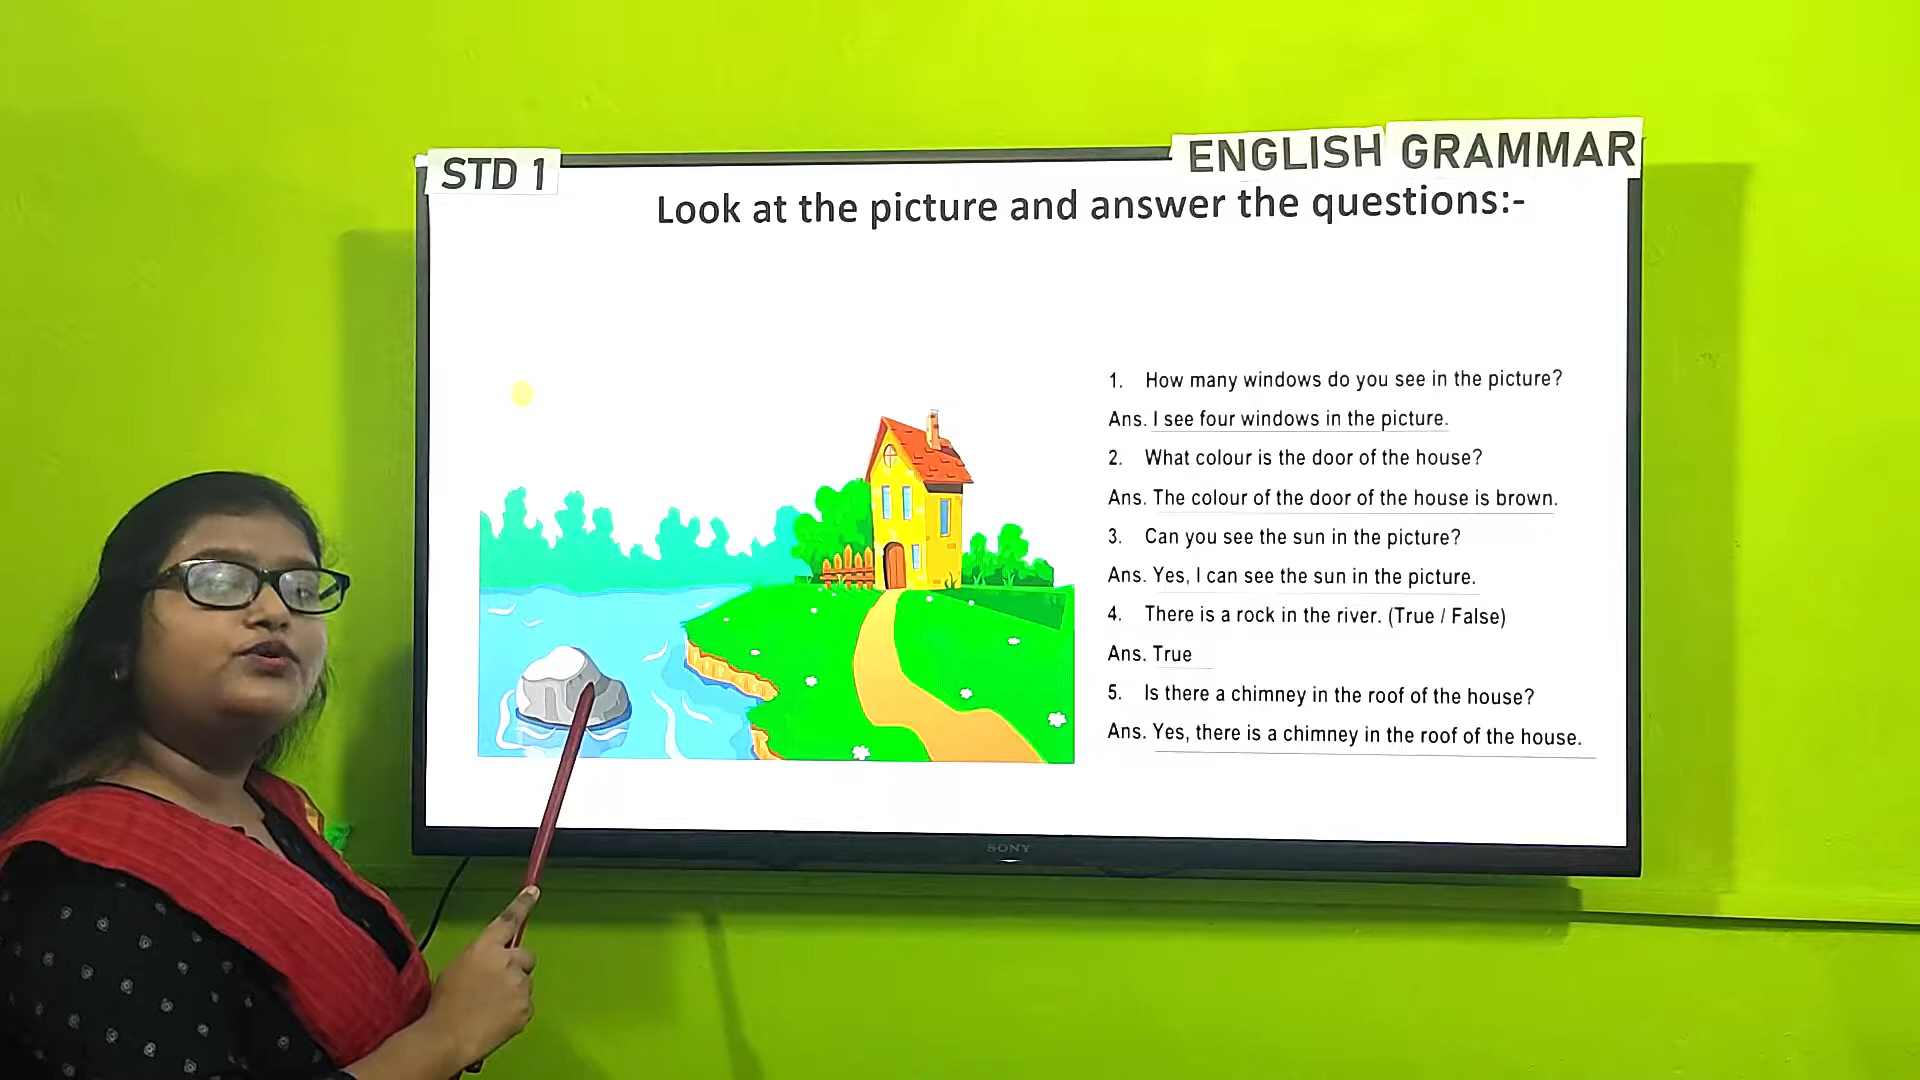 STD 1
ENGLISH GRAMMAR
Look at the picture and answer the questions:-
1. How many windows do you see in the picture?
Ans. I see four windows in the picture.
2. What colour is the door of the house?
Ans. The colour of the door of the house is brown.
3. Can you see the sun in the picture?
Ans. Yes, I can see the sun in the picture.
4. There is a rock in the river. (True / False)
Ans. True
5. Is there a chimney in the roof of the house?
Ans. Yes, there is a chimney in the roof of the house.
SONY